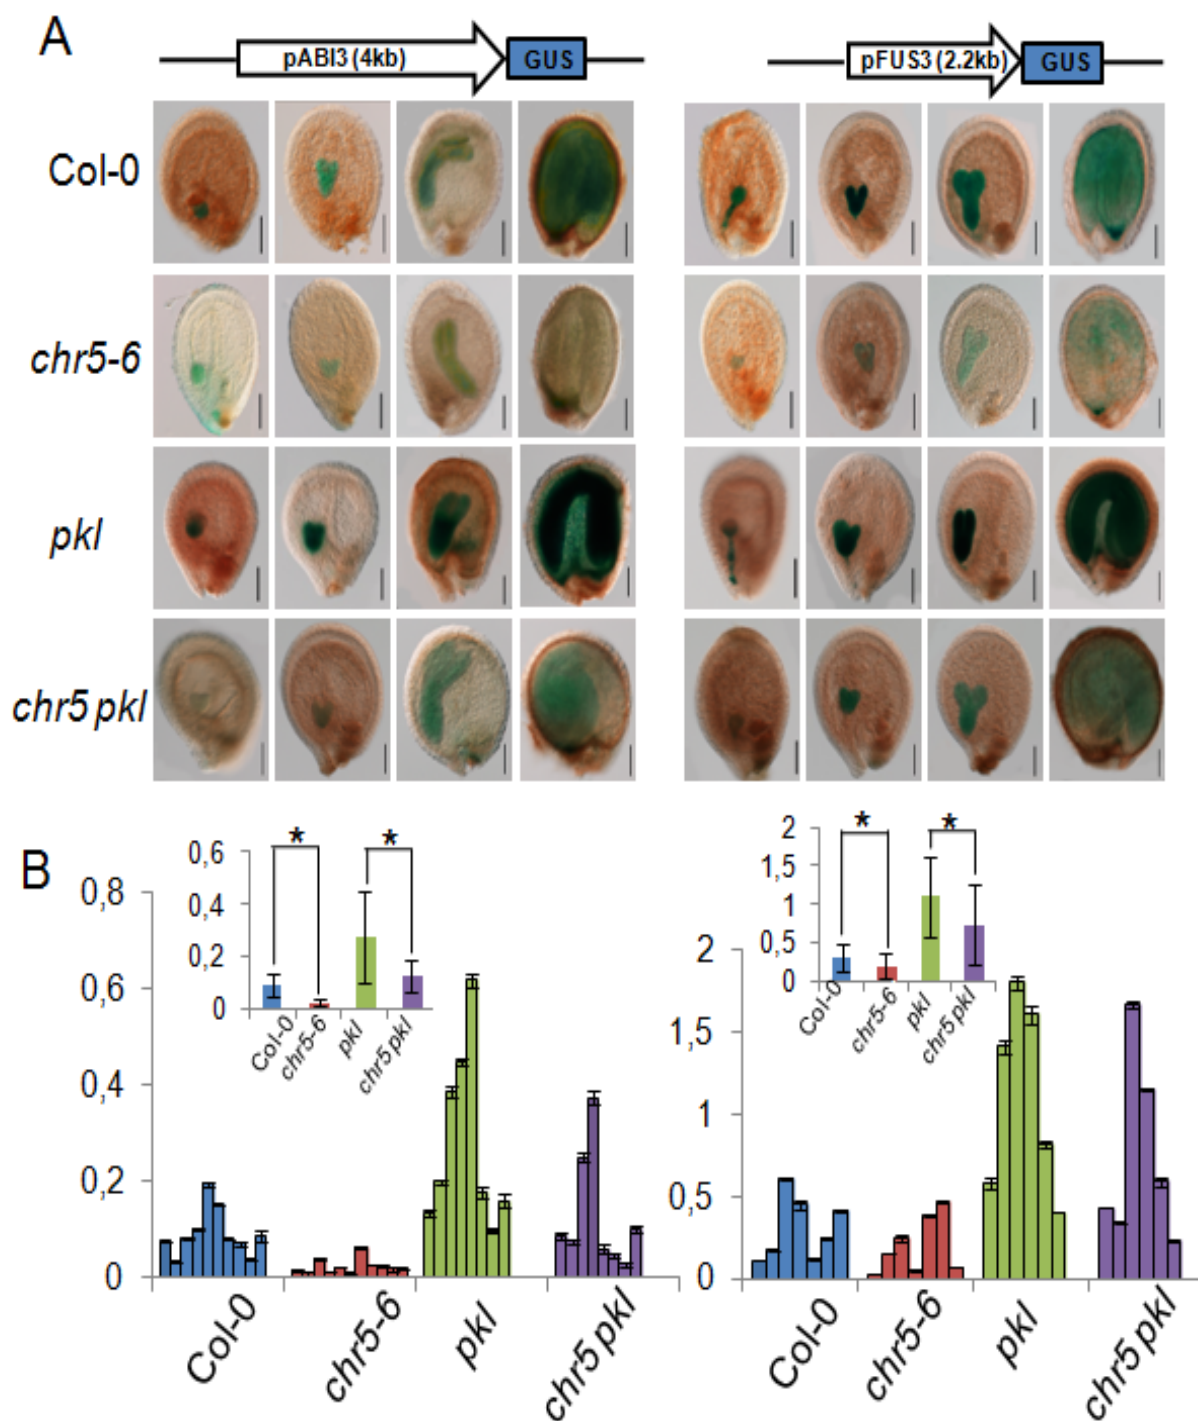 A
pABI3 (4kb) GUS
pFUS3 (2.2kb) GUS
Col-0
chr5-6
pkl
chr5 pkl
B
0,8
0,6
0,4
0,2
0
0,6
0,4
0,2
0
* *
Col-0
chr5-6
pkl
chr5 pkl
Col-0
chr5-6
pkl
chr5 pkl
2
1,5
1
0,5
0
2
1,5
1
0,5
0
* *
Col-0
chr5-6
pkl
chr5 pkl
Col-0
chr5-6
pkl
chr5 pkl